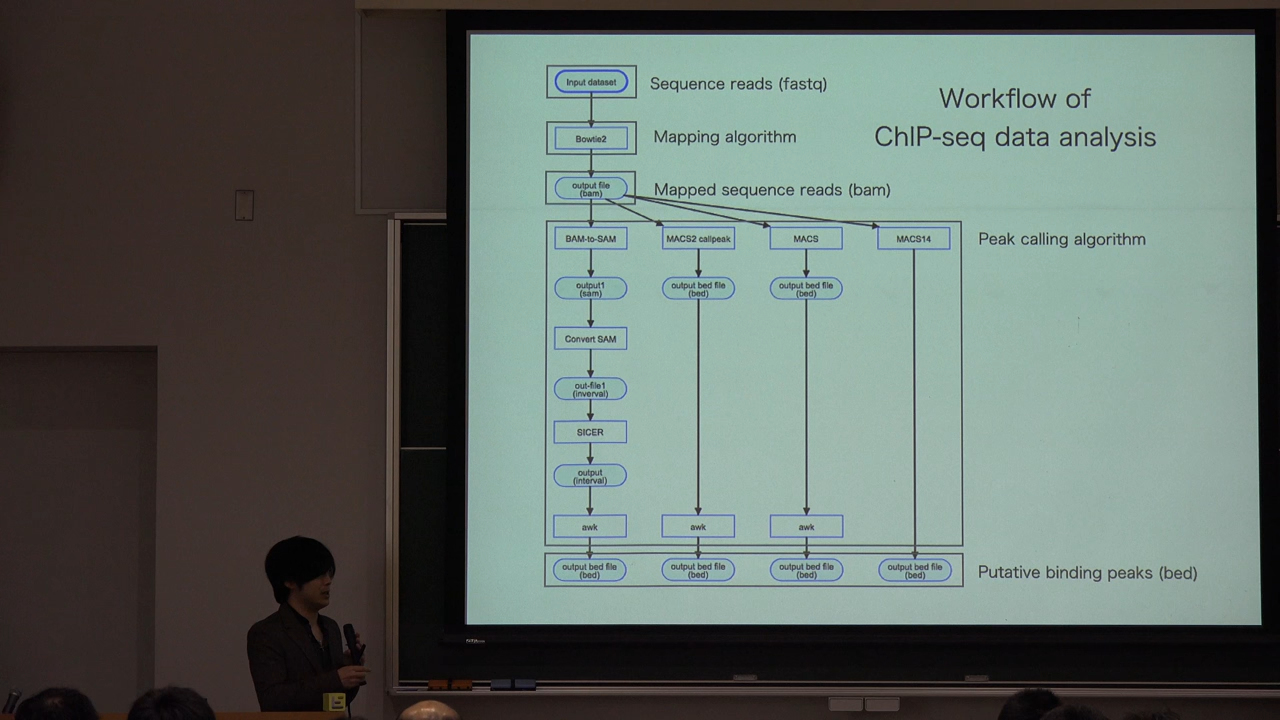 Workflow of
ChIP-seq data analysis
Input dataset
Sequence reads (fastq)
Bowtie2
Mapping algorithm
output file
(bam)
Mapped sequence reads (bam)
BAM-to-SAM
MACS2 callpeak
MACS
MACS14
Peak calling algorithm
output1
(sam)
output bed file
(bed)
output bed file
(bed)
Convert SAM
out-file1
(inverval)
SICER
output
(interval)
awk
awk
awk
output bed file
(bed)
output bed file
(bed)
output bed file
(bed)
output bed file
(bed)
Putative binding peaks (bed)